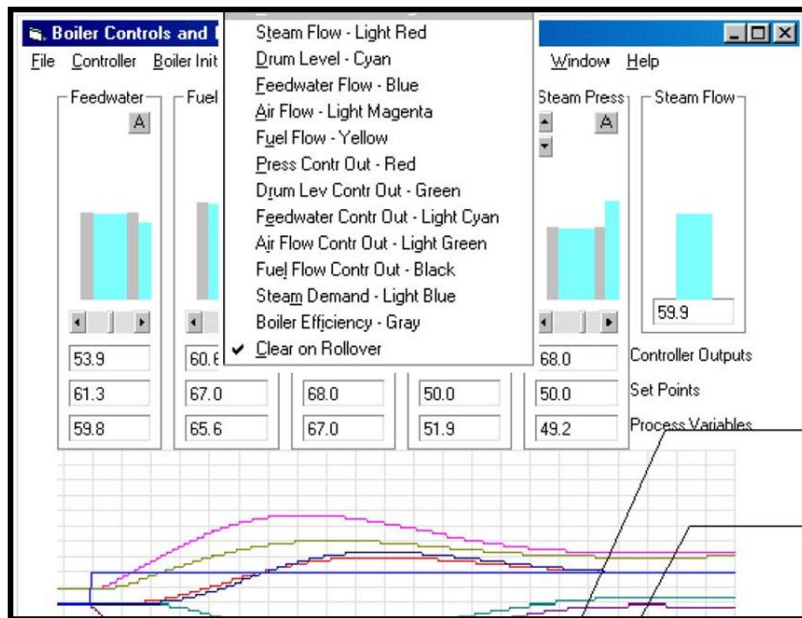 Boiler Controls and
File Controller Boiler Init Window Help
Steam Flow - Light Red
Drum Level - Cyan
Feedwater Flow - Blue
Air Flow - Light Magenta
Fuel Flow - Yellow
Press Contr Out - Red
Drum Lev Contr Out - Green
Feedwater Contr Out - Light Cyan
Air Flow Contr Out - Light Green
Fuel Flow Contr Out - Black
Steam Demand - Light Blue
Boiler Efficiency - Gray
✓ Clear on Rollover
Feedwater Fuel Steam Press Steam Flow
A A
59.9
53.9 60.6 68.0 Controller Outputs
61.3 67.0 68.0 50.0 50.0 Set Points
59.8 65.6 67.0 51.9 49.2 Process Variables